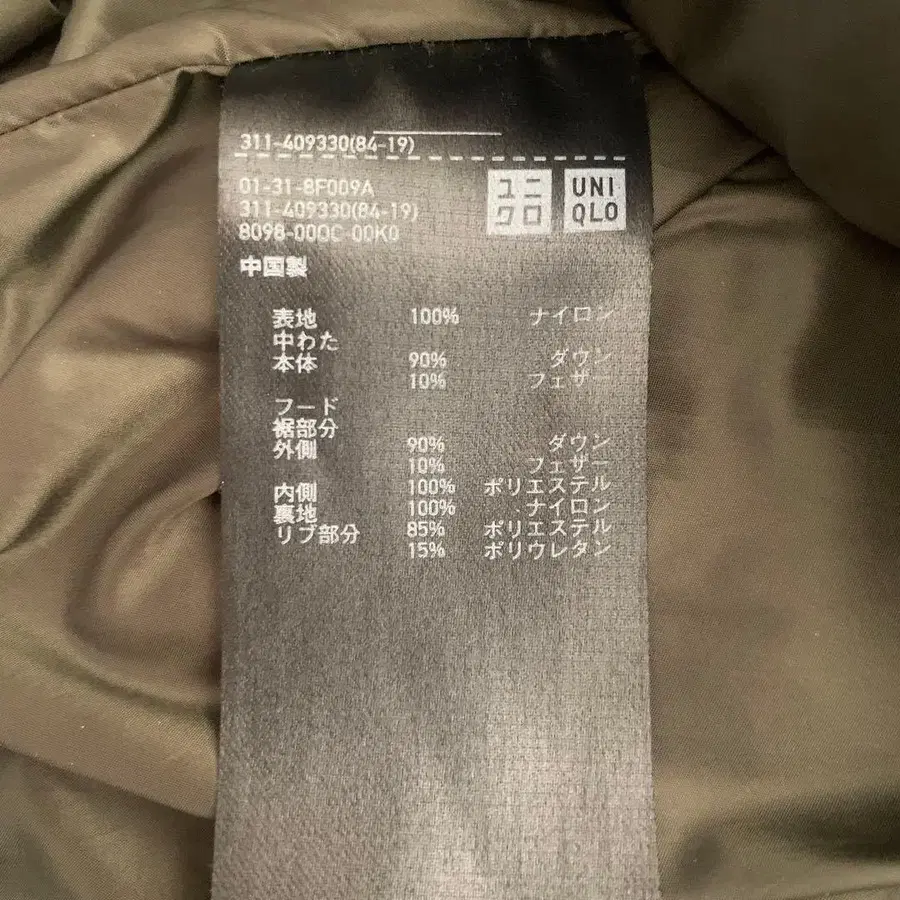 311-409330(84-19)
01-31-8F009A
311-409330(84-19)
8098-000C-00K0
ユニ
クロ
UNI
QLO
中国製
表地 100% ナイロン
中わた
本体 90% ダウン
10% フェザー
フード
裾部分
外側 90% ダウン
10% フェザー
内側 100% ポリエステル
裏地 100% ナイロン
リブ部分 85% ポリエステル
15% ポリウレタン